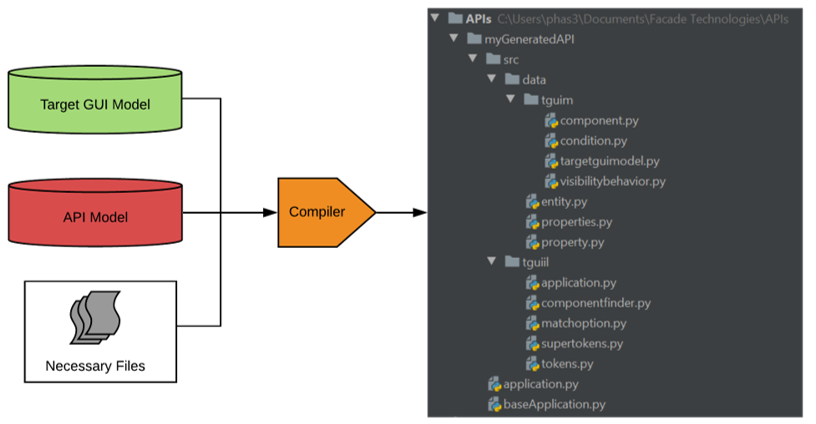 Target GUI Model
API Model
Necessary Files
Compiler
APIs C:\Users\phas3\Documents\Facade Technologies\APIs
myGeneratedAPI
src
data
tguim
component.py
condition.py
targetguimodel.py
visibilitybehavior.py
entity.py
properties.py
property.py
tguiil
application.py
componentfinder.py
matchoption.py
supertokens.py
tokens.py
application.py
baseApplication.py